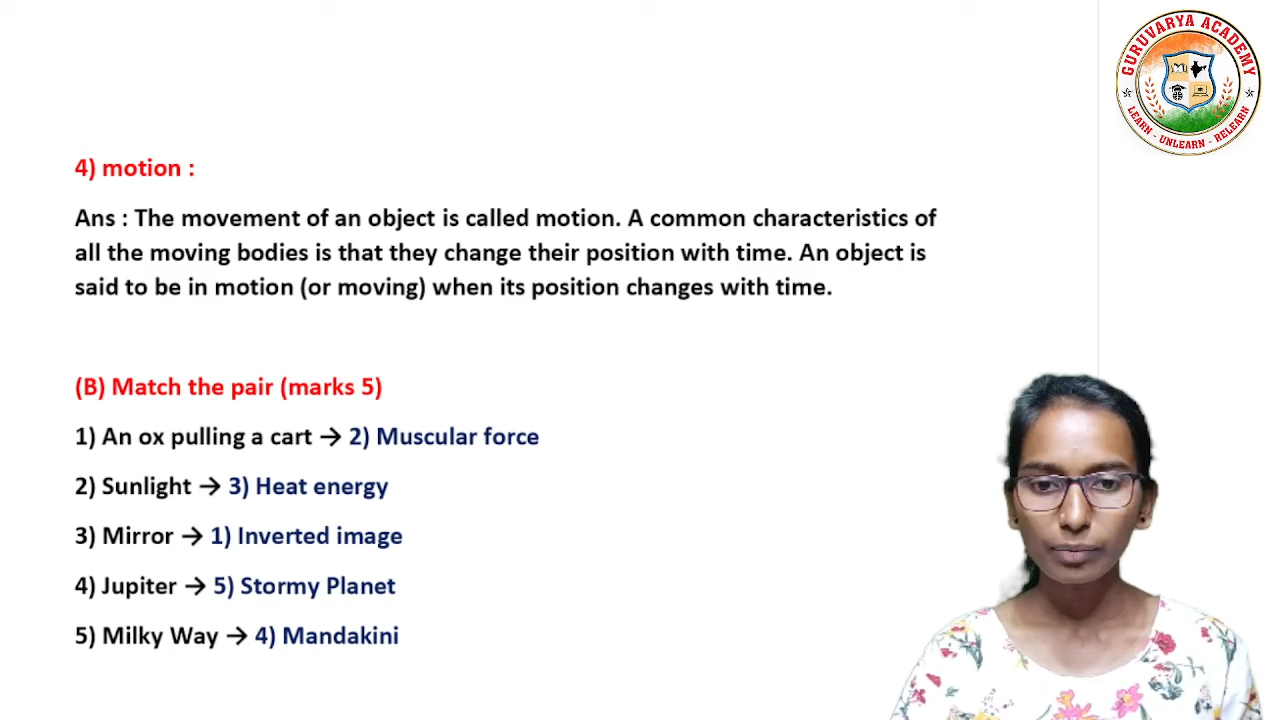 GURUVARYA ACADEMY
LEARN - UNLEARN - RELEARN
4) motion :
Ans : The movement of an object is called motion. A common characteristics of
all the moving bodies is that they change their position with time. An object is
said to be in motion (or moving) when its position changes with time.
(B) Match the pair (marks 5)
1) An ox pulling a cart → 2) Muscular force
2) Sunlight → 3) Heat energy
3) Mirror → 1) Inverted image
4) Jupiter → 5) Stormy Planet
5) Milky Way → 4) Mandakini